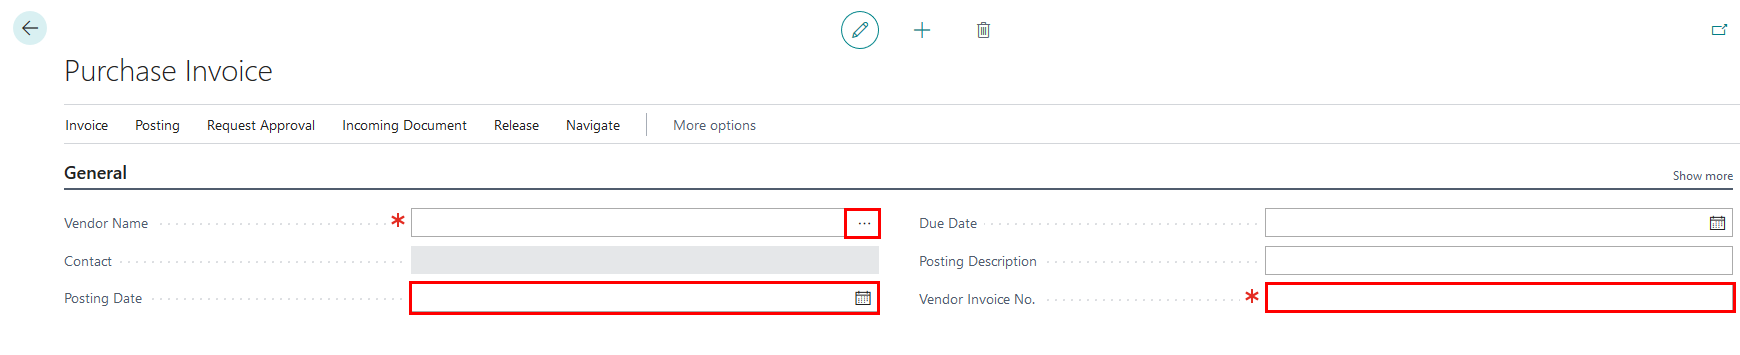 Purchase Invoice
Invoice Posting Request Approval Incoming Document Release Navigate More options
General Show more
Vendor Name * ... Due Date
Contact Posting Description
Posting Date Vendor Invoice No. *